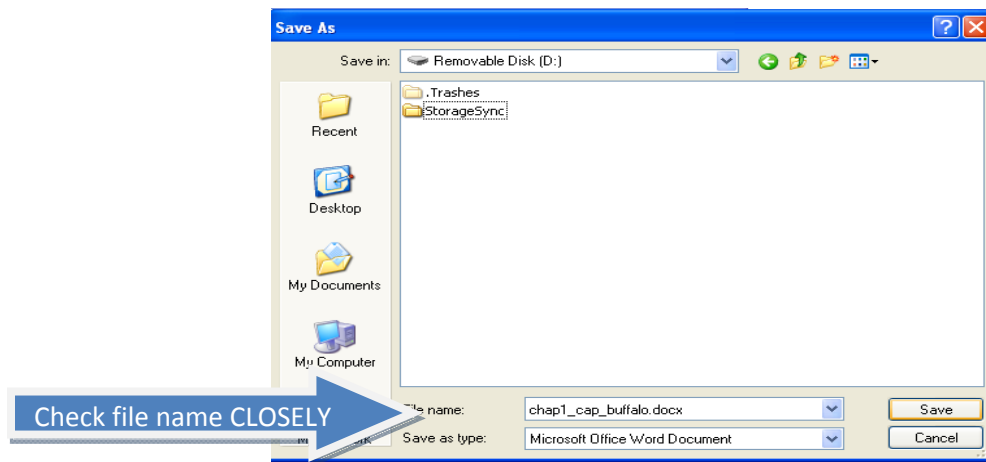 Save As
Save in:
Removable Disk (D:)
.Trashes
StorageSync
Recent
Desktop
My Documents
My Computer
Check file name CLOSELY
name:
chap1_cap_buffalo.docx
Save
Save as type:
Microsoft Office Word Document
Cancel